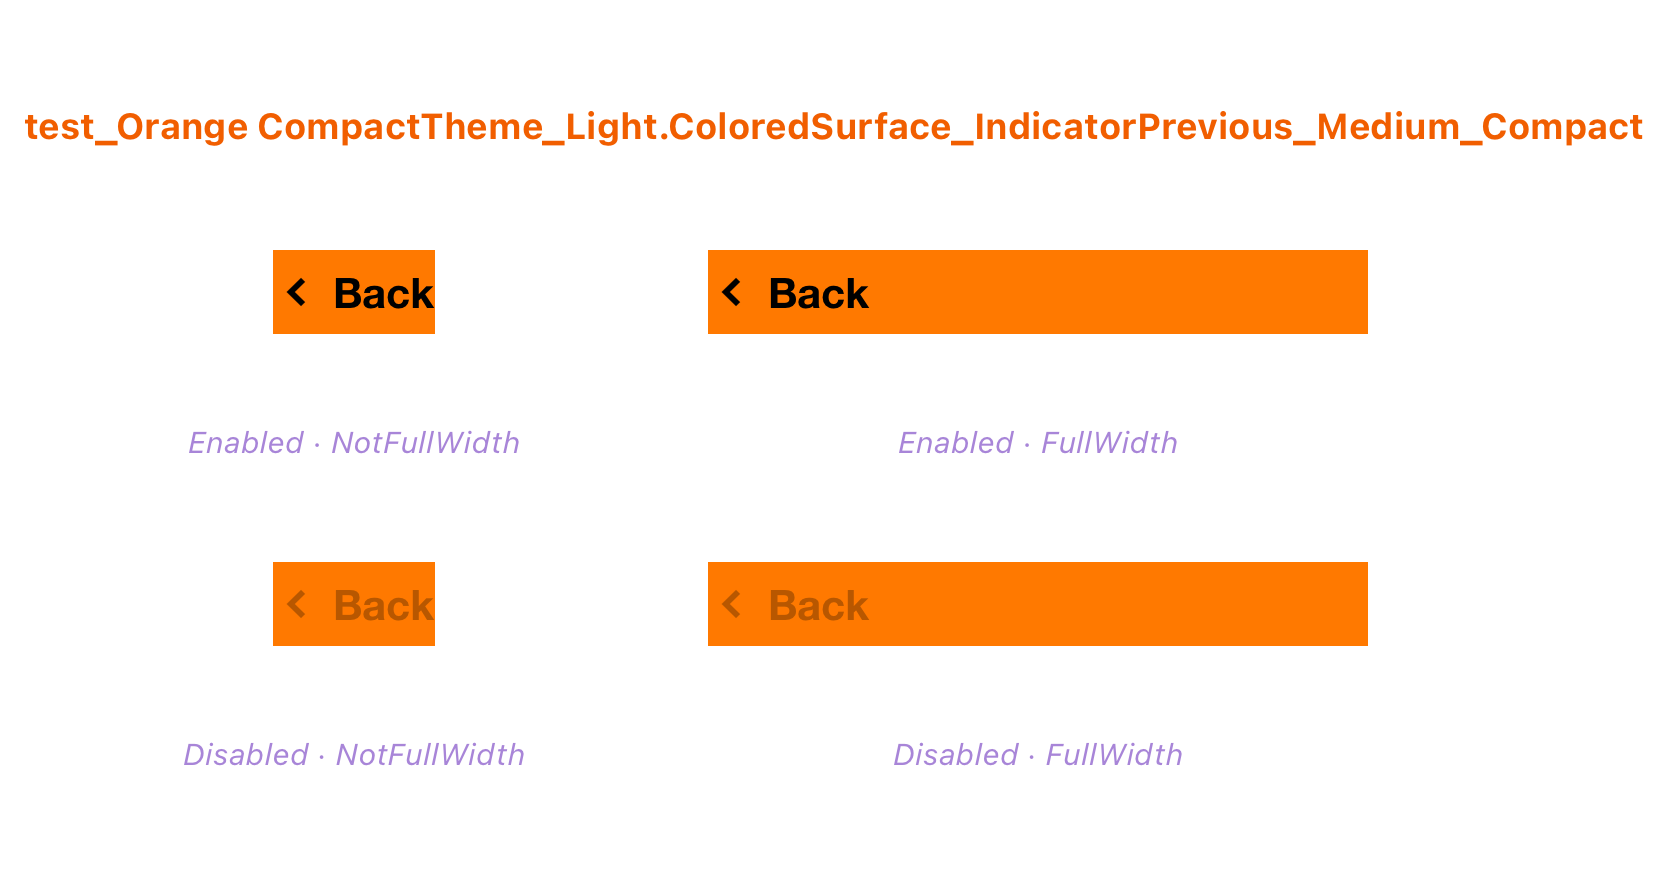 test_Orange CompactTheme_Light.ColoredSurface_IndicatorPrevious_Medium_Compact
Back
Back
Enabled · NotFullWidth
Enabled · FullWidth
Back
Back
Disabled · NotFullWidth
Disabled · FullWidth